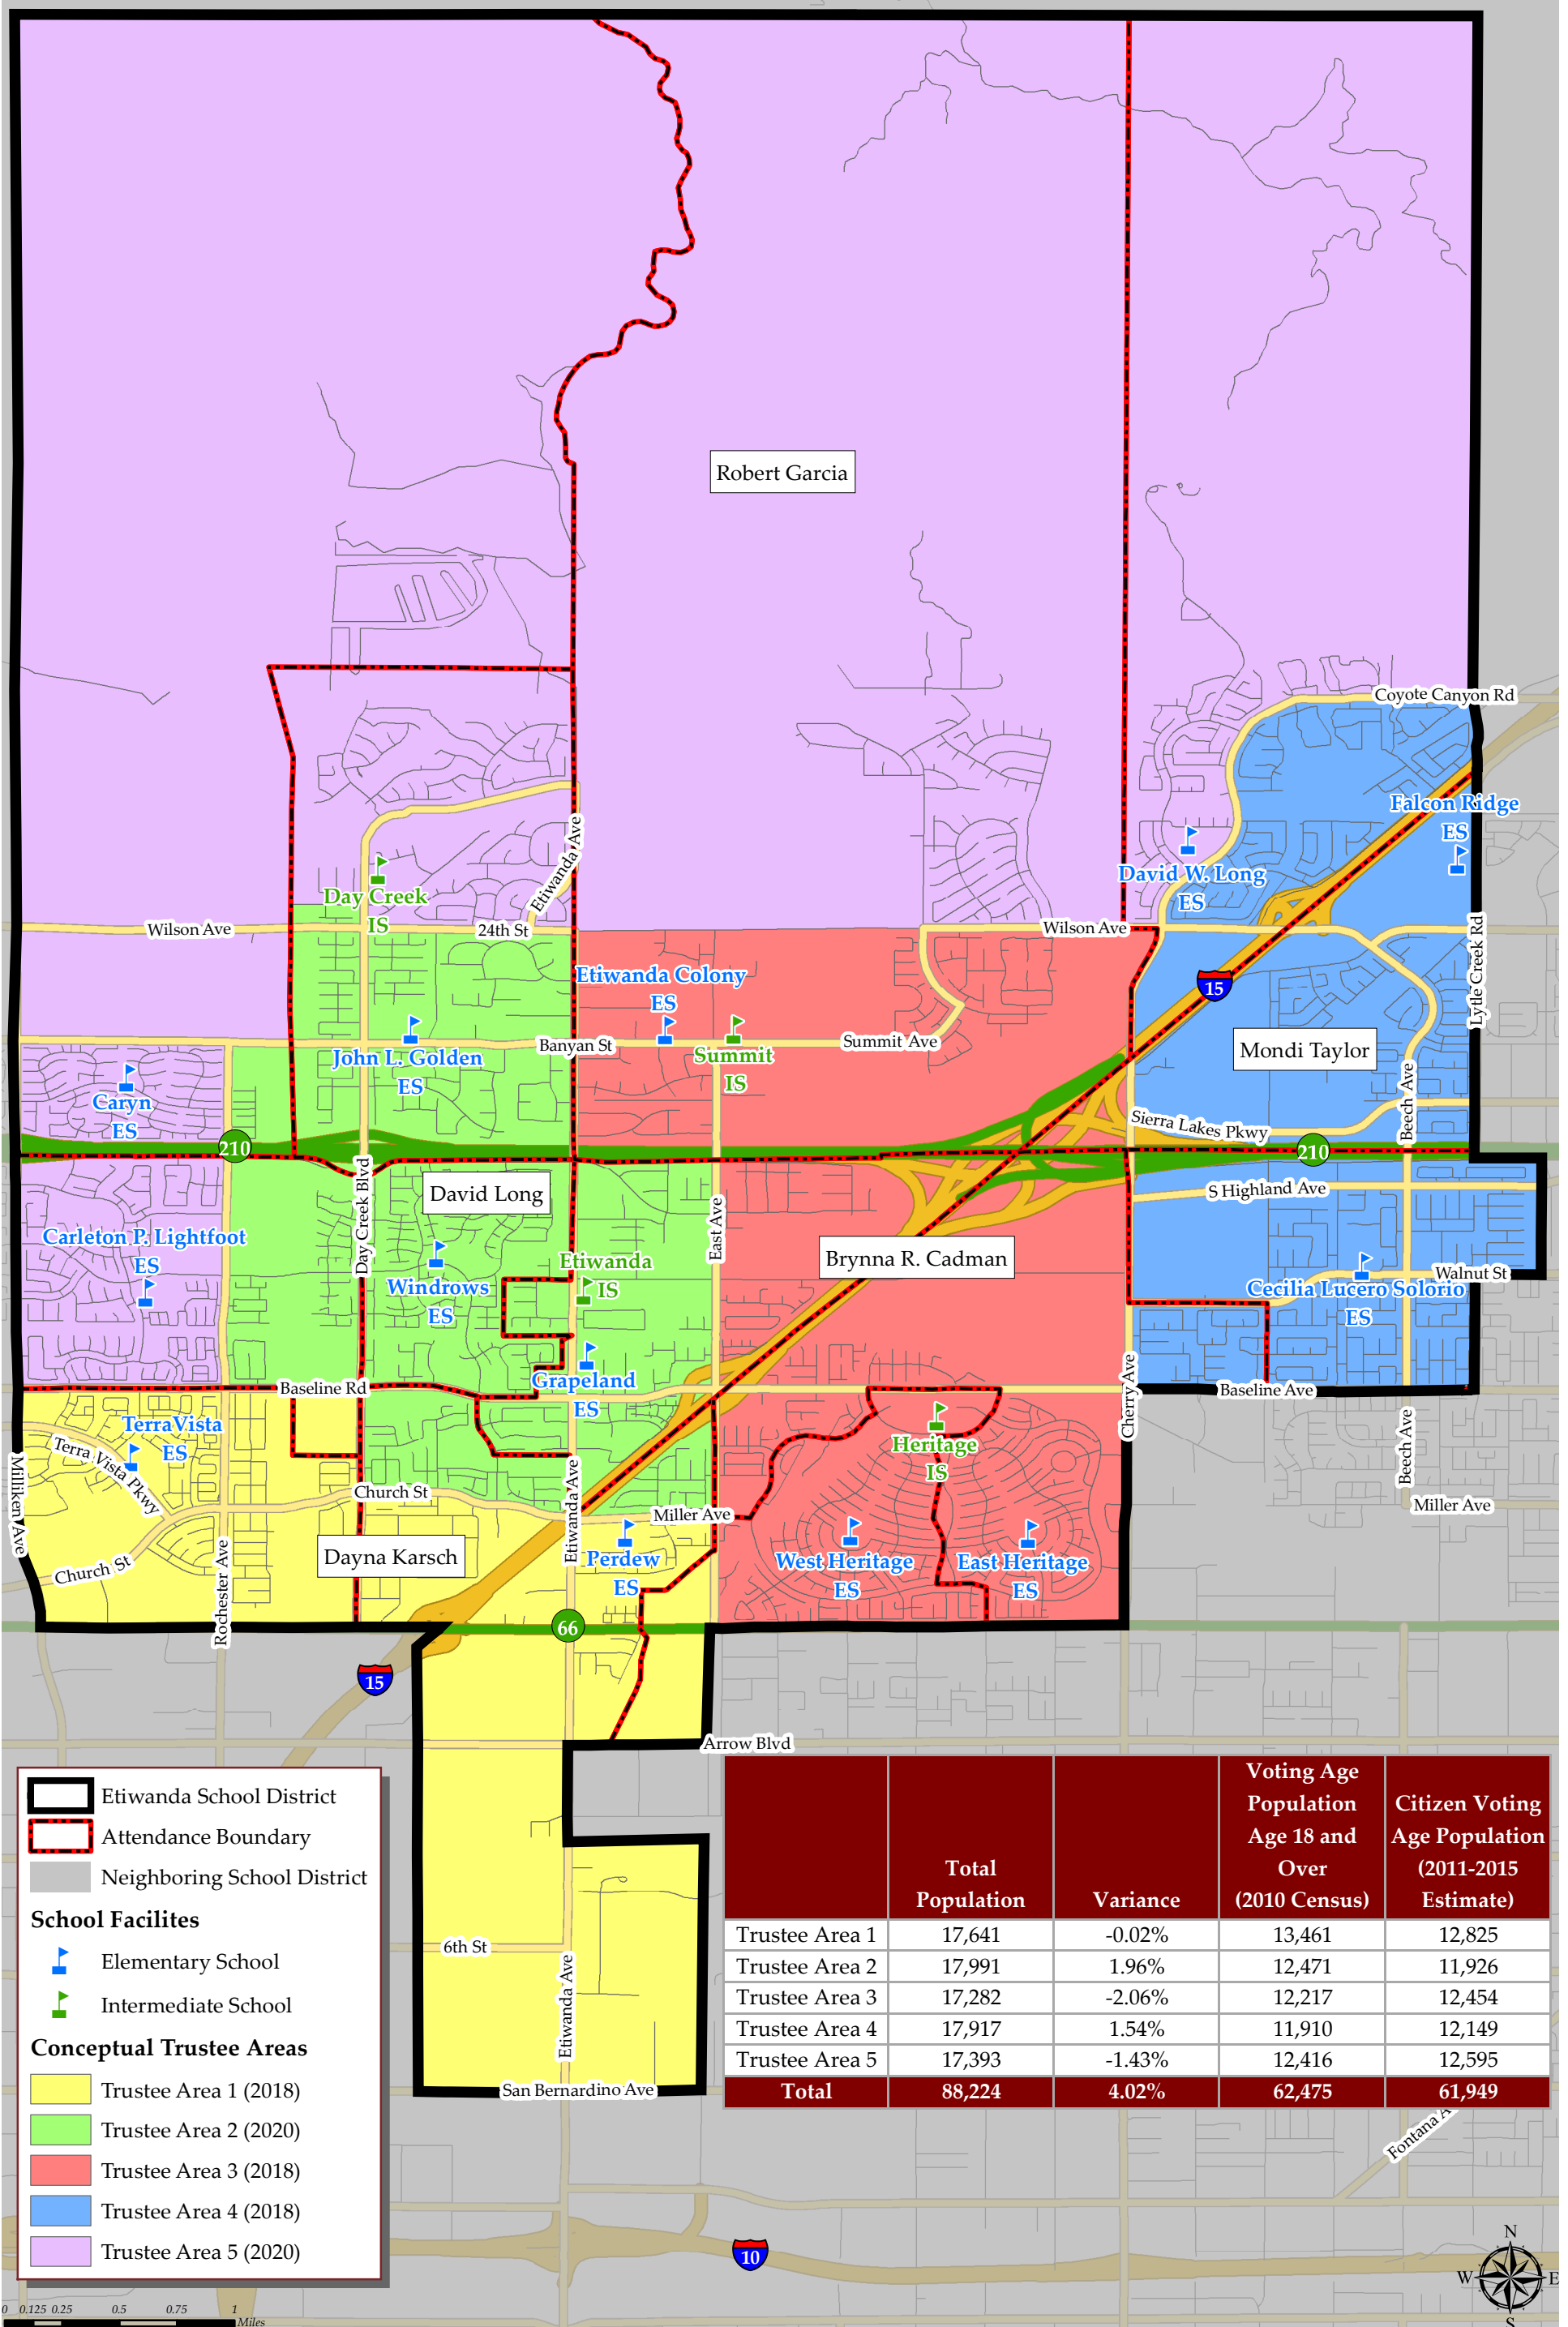 Robert Garcia
Coyote Canyon Rd
Falcon Ridge
ES
Etiwanda Ave
David W. Long
ES
Day Creek
IS
Wilson Ave
24th St
Wilson Ave
Lytle Creek Rd
Etiwanda Colony
ES
15
John L. Golden
ES
Banyan St
Summit
IS
Summit Ave
Mondi Taylor
Caryn
ES
Beech Ave
Sierra Lakes Pkwy
210
210
David Long
Day Creek Blvd
S Highland Ave
East Ave
Carleton P. Lightfoot
ES
Windrows
ES
Etiwanda
IS
Brynna R. Cadman
Walnut St
Cecilia Lucero Solorio
ES
Grapeland
ES
Baseline Rd
Baseline Ave
Cherry Ave
TerraVista
ES
Terra Vista Pkwy
Heritage
IS
Beech Ave
Milliken Ave
Church St
Miller Ave
Miller Ave
Etiwanda Ave
Dayna Karsch
Perdew
ES
West Heritage
ES
East Heritage
ES
Church St
Rochester Ave
66
15
Arrow Blvd
6th St
Etiwanda Ave
San Bernardino Ave
Etiwanda School District
Attendance Boundary
Neighboring School District
School Facilites
Elementary School
Intermediate School
Conceptual Trustee Areas
Trustee Area 1 (2018)
Trustee Area 2 (2020)
Trustee Area 3 (2018)
Trustee Area 4 (2018)
Trustee Area 5 (2020)
Total
Population
Variance
Voting Age
Population
Age 18 and
Over
(2010 Census)
Citizen Voting
Age Population
(2011-2015
Estimate)
Trustee Area 1 17,641 -0.02% 13,461 12,825
Trustee Area 2 17,991 1.96% 12,471 11,926
Trustee Area 3 17,282 -2.06% 12,217 12,454
Trustee Area 4 17,917 1.54% 11,910 12,149
Trustee Area 5 17,393 -1.43% 12,416 12,595
Total 88,224 4.02% 62,475 61,949
Fontana A
10
N
W E
S
0 0.125 0.25 0.5 0.75 1
Miles